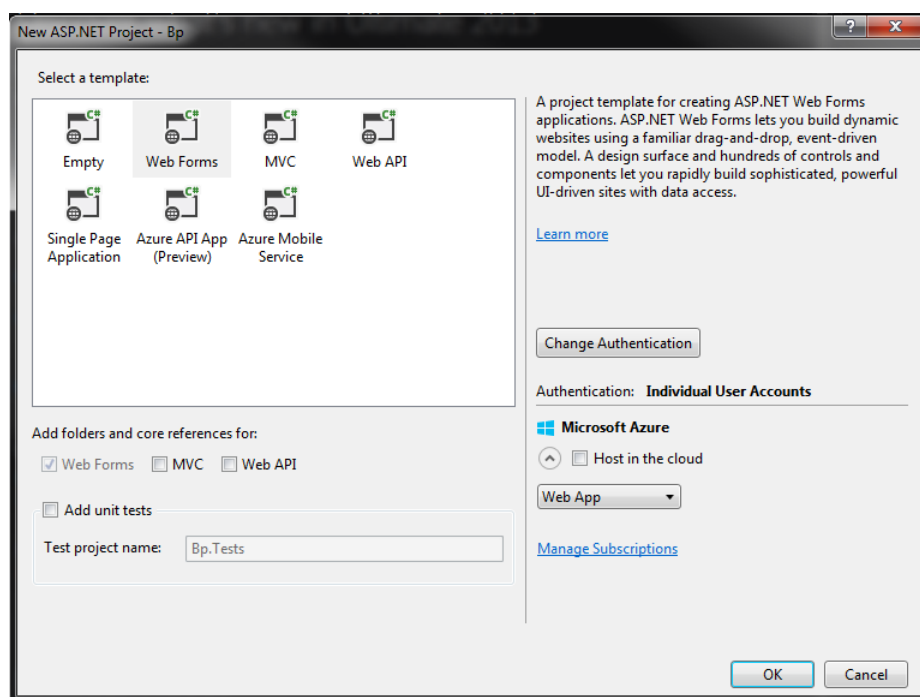 New ASP.NET Project - Bp
Select a template:
C# C# C# C#
Empty Web Forms MVC Web API
C# C# C#
Single Page Azure API App Azure Mobile
Application (Preview) Service
A project template for creating ASP.NET Web Forms
applications. ASP.NET Web Forms lets you build dynamic
websites using a familiar drag-and-drop, event-driven
model. A design surface and hundreds of controls and
components let you rapidly build sophisticated, powerful
UI-driven sites with data access.
Learn more
Change Authentication
Authentication: Individual User Accounts
Microsoft Azure
Host in the cloud
Web App
Manage Subscriptions
Add folders and core references for:
Web Forms MVC Web API
Add unit tests
Test project name: Bp.Tests
OK Cancel